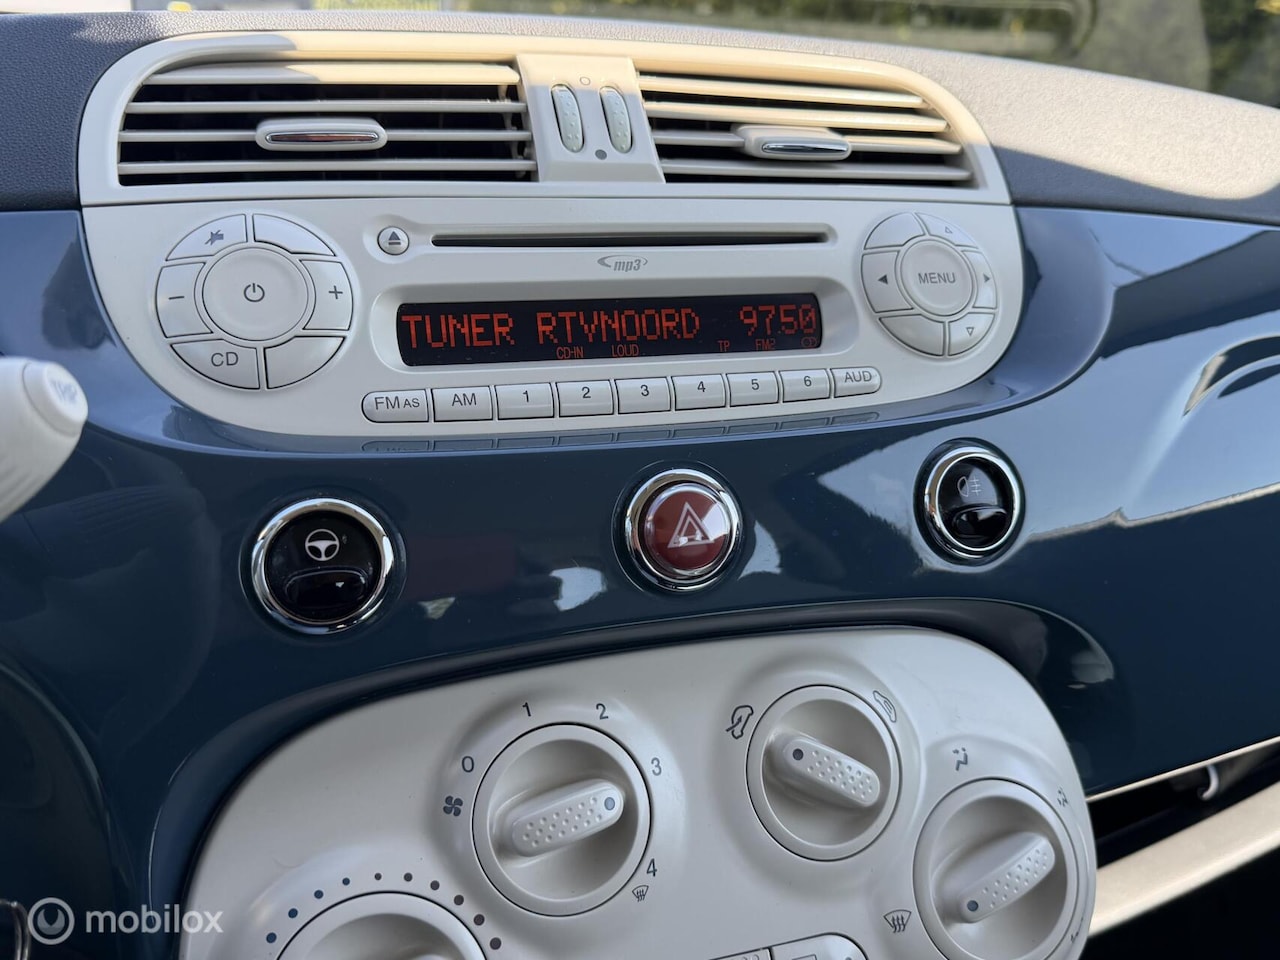 mp3
TUNER RTVNOORD 97.50
CD-IN LOUD TP FM2
− +
CD
MENU
FM AS AM 1 2 3 4 5 6 AUD
0 1 2 3 4
mobilox